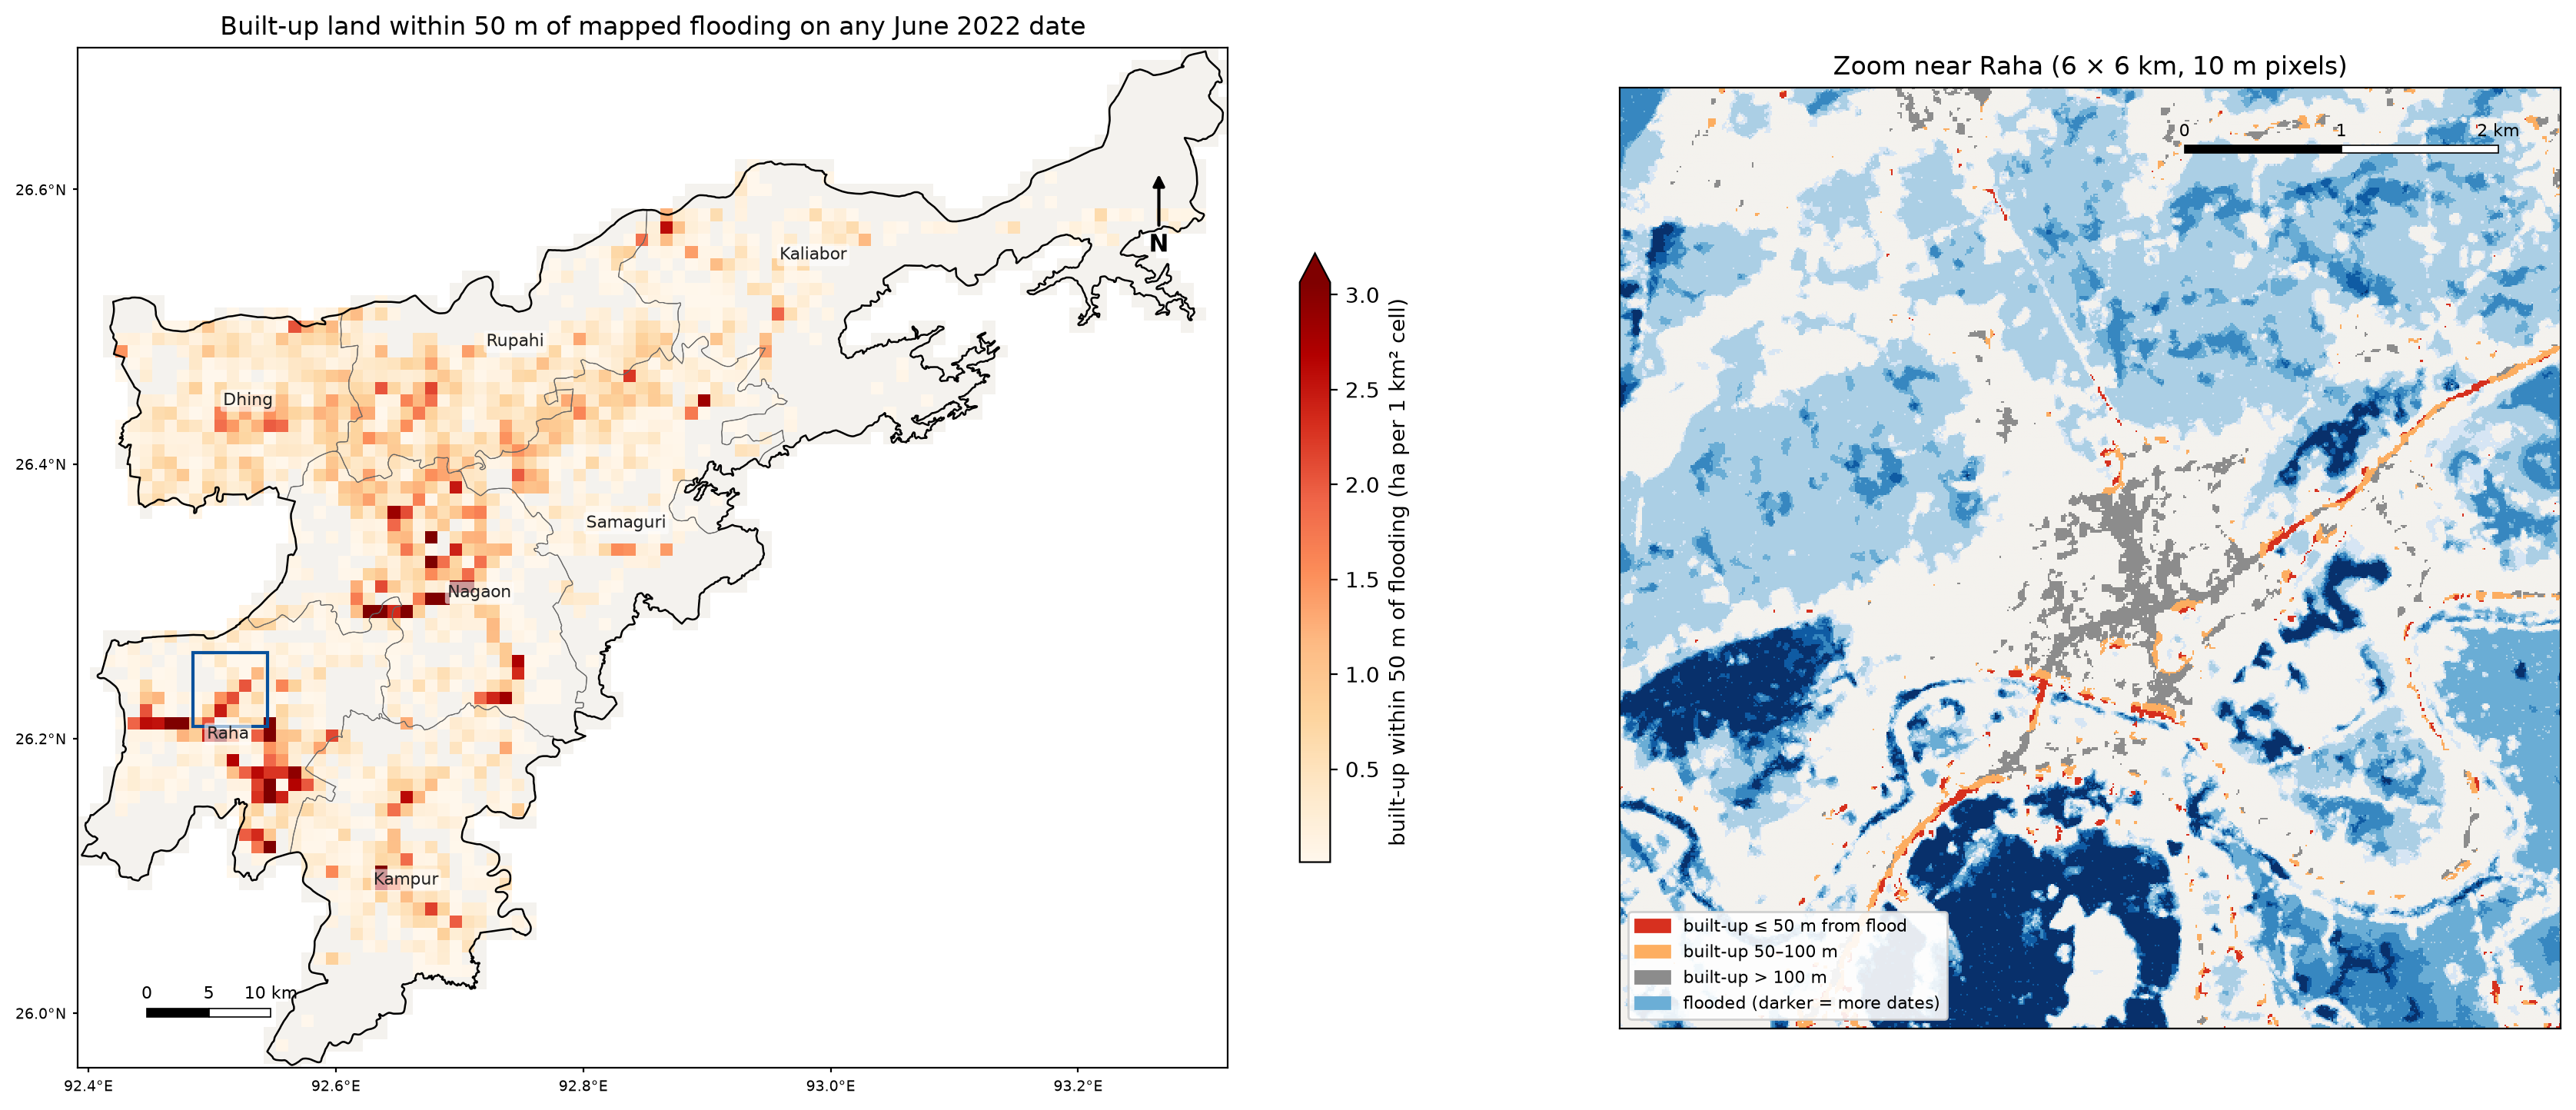 Built-up land within 50 m of mapped flooding on any June 2022 date
26.6°N
26.4°N
26.2°N
26.0°N
92.4°E
92.6°E
92.8°E
93.0°E
93.2°E
N
Kaliabor
Rupahi
Dhing
Samaguri
Nagaon
Raha
Kampur
0 5 10 km
3.0
2.5
2.0
1.5
1.0
0.5
built-up within 50 m of flooding (ha per 1 km² cell)
Zoom near Raha (6 × 6 km, 10 m pixels)
0 1 2 km
built-up ≤ 50 m from flood
built-up 50–100 m
built-up > 100 m
flooded (darker = more dates)